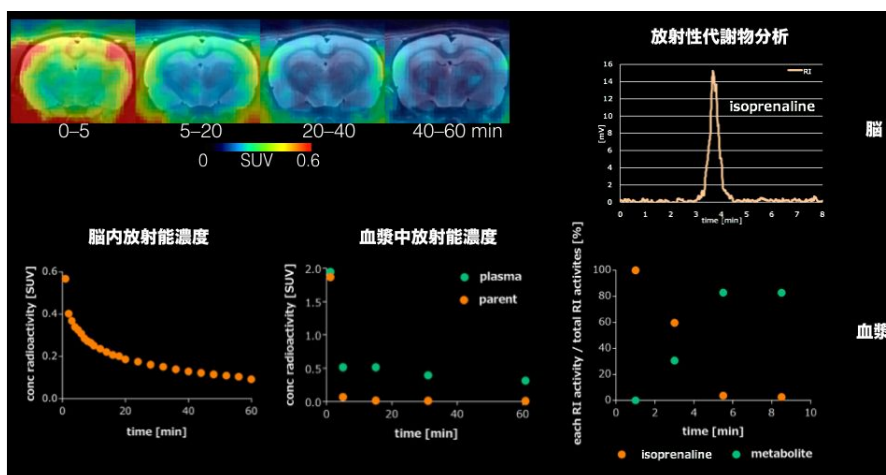 放射性代謝物分析
0–5
5–20
20–40
40–60 min
0
SUV
0.6
16
14
12
10
8
6
4
2
0
[mV]
RI
isoprenaline
0
1
2
3
4
5
6
7
8
time [min]
脳
脳内放射能濃度
conc radioactivity [SUV]
0.6
0.4
0.2
0.0
0
20
40
60
time [min]
血漿中放射能濃度
conc radioactivity [SUV]
2.0
1.5
1.0
0.5
0.0
plasma
parent
0
20
40
60
time [min]
each RI activity / total RI activites [%]
100
80
60
40
20
0
0
2
4
6
8
10
time [min]
isoprenaline
metabolite
血漿